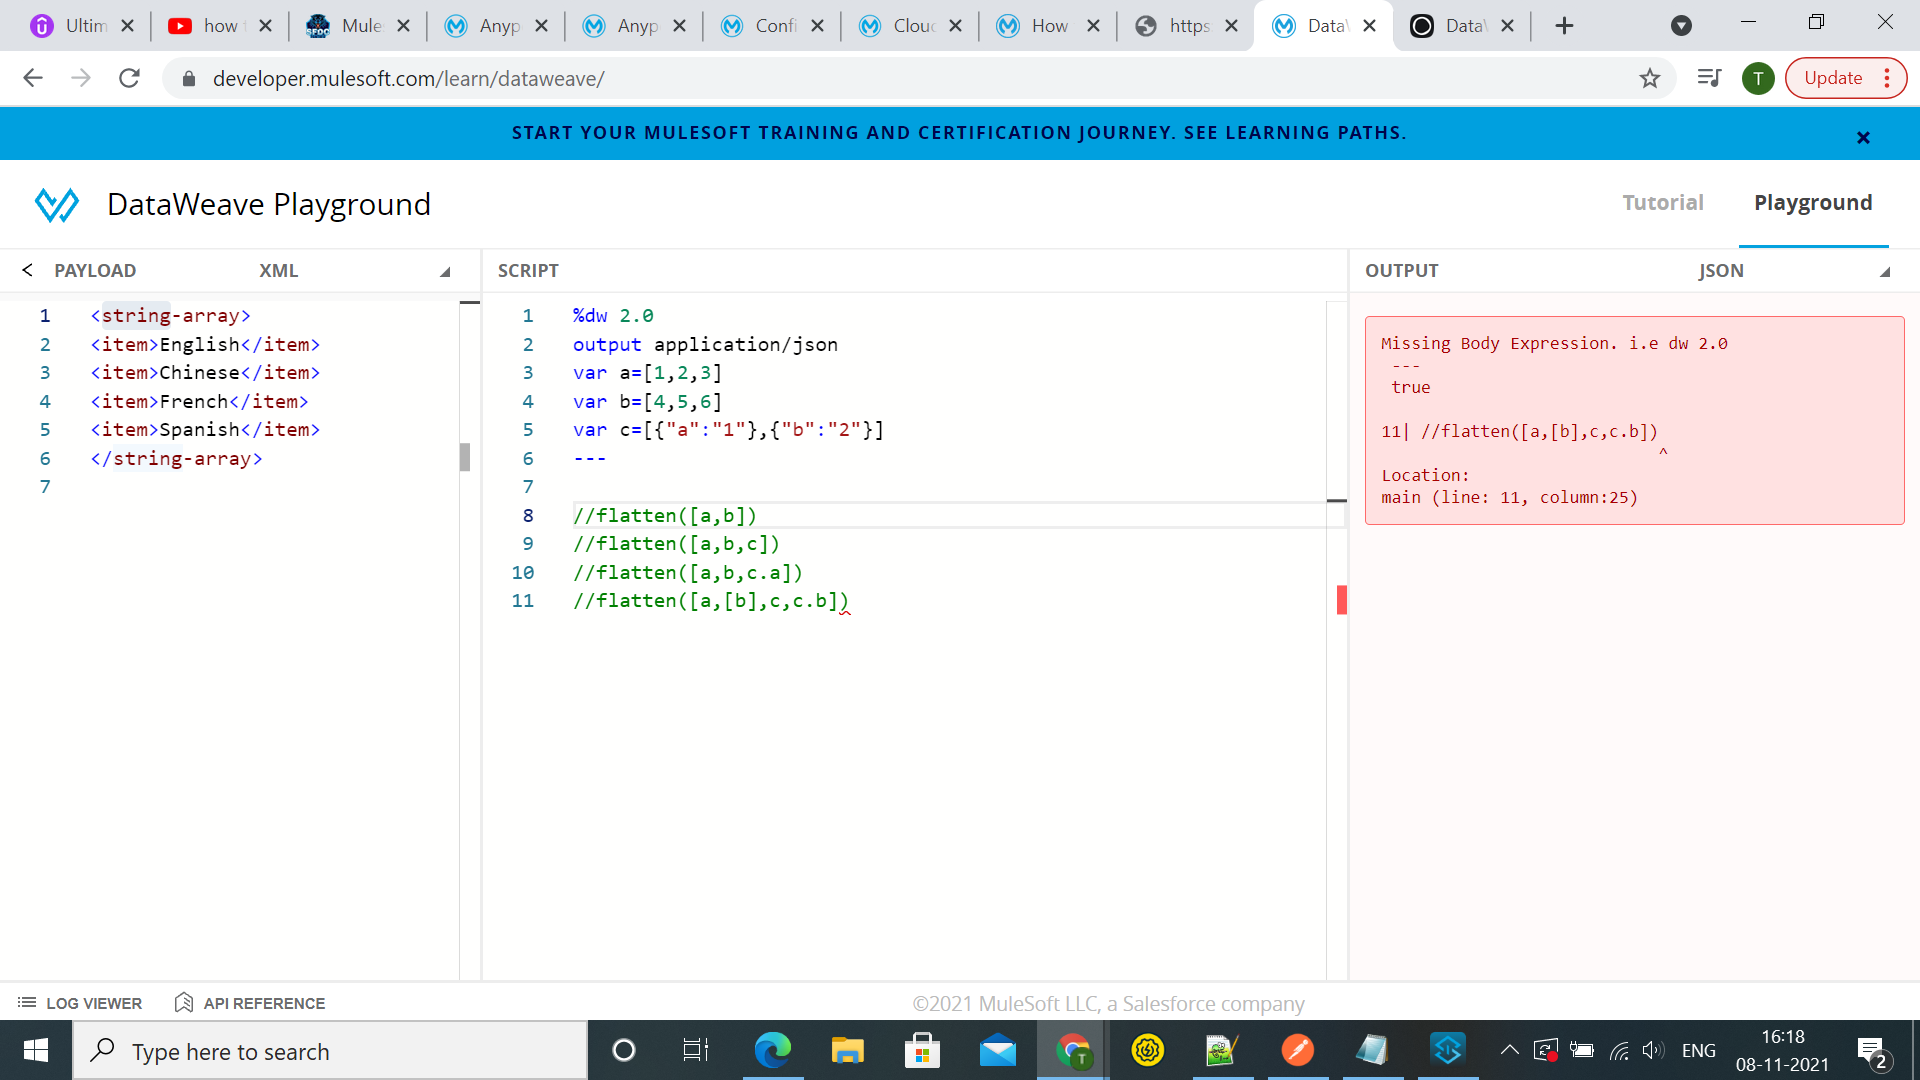 Ultim
how
Mule
Anyp
Anyp
Confi
Clou
How
https
Data
Data
developer.mulesoft.com/learn/dataweave/
T
Update
START YOUR MULESOFT TRAINING AND CERTIFICATION JOURNEY. SEE LEARNING PATHS.
DataWeave Playground
Tutorial
Playground
PAYLOAD
XML
1 <string-array>
2 <item>English</item>
3 <item>Chinese</item>
4 <item>French</item>
5 <item>Spanish</item>
6 </string-array>
7
SCRIPT
1 %dw 2.0
2 output application/json
3 var a=[1,2,3]
4 var b=[4,5,6]
5 var c=[{"a":"1"},{"b":"2"}]
6 ---
7
8 //flatten([a,b])
9 //flatten([a,b,c])
10 //flatten([a,b,c.a])
11 //flatten([a,[b],c,c.b])
OUTPUT
JSON
Missing Body Expression. i.e dw 2.0
---
true
11| //flatten([a,[b],c,c.b])
^
Location:
main (line: 11, column:25)
LOG VIEWER
API REFERENCE
©2021 MuleSoft LLC, a Salesforce company
Type here to search
T
ENG
16:18
08-11-2021
2